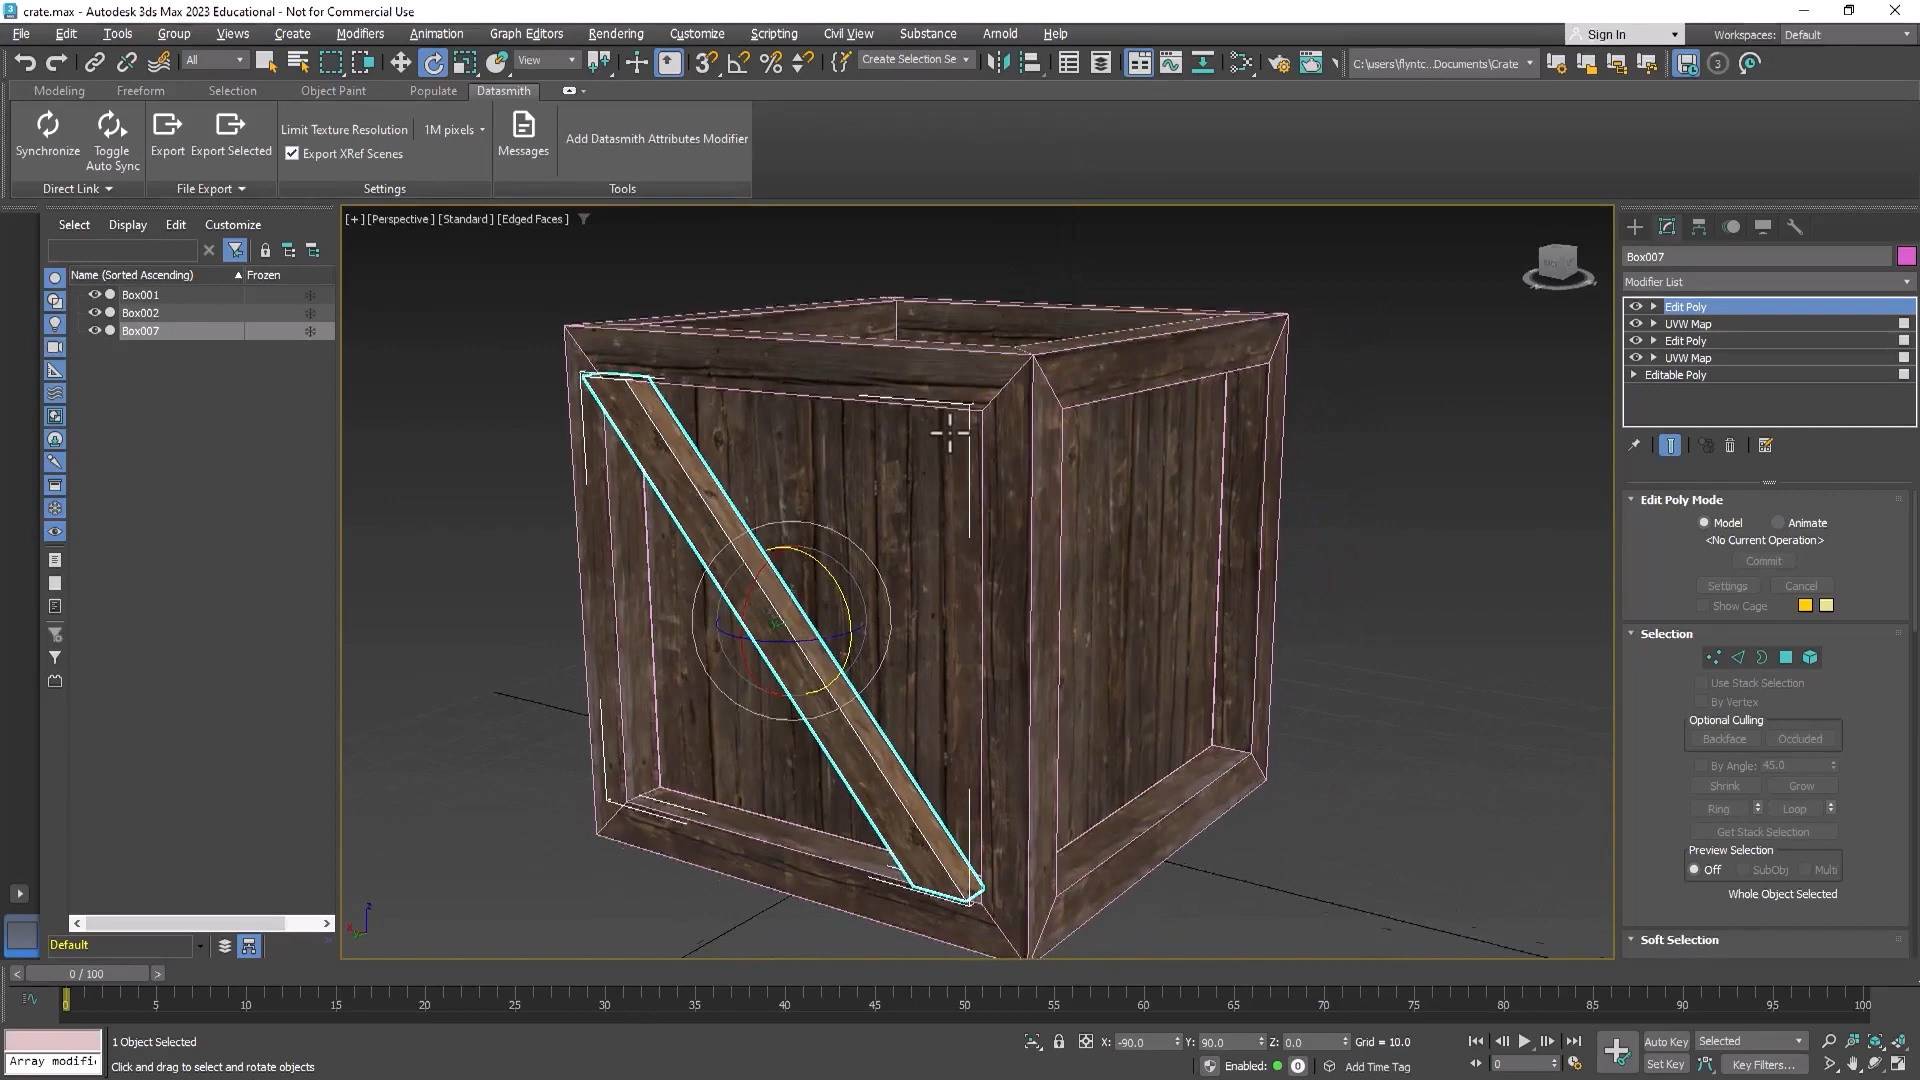 crate.max - Autodesk 3ds Max 2023 Educational - Not for Commercial Use
File Edit Tools Group Views Create Modifiers Animation Graph Editors Rendering Customize Scripting Civil View Substance Arnold Help Sign In Workspaces: Default
All View Create Selection Se C:\users\flyntc...Documents\Crate 3
Modeling Freeform Selection Object Paint Populate Datasmith
Synchronize
Toggle
Auto Sync
Export
Export Selected
Limit Texture Resolution 1M pixels
Export XRef Scenes
Messages
Add Datasmith Attributes Modifier
Direct Link File Export Settings Tools
Select Display Edit Customize
Name (Sorted Ascending) Frozen
Box001
Box002
Box007
Default
[+] [Perspective] [Standard] [Edged Faces]
Box007
Modifier List
Edit Poly
UVW Map
Edit Poly
UVW Map
Editable Poly
Edit Poly Mode
Model Animate
<No Current Operation>
Commit
Settings Cancel
Show Cage
Selection
Use Stack Selection
By Vertex
Optional Culling
Backface Occluded
By Angle: 45.0
Shrink Grow
Ring Loop
Get Stack Selection
Preview Selection
Off SubObj Multi
Whole Object Selected
Soft Selection
< 0 / 100 >
0 5 10 15 20 25 30 35 40 45 50 55 60 65 70 75 80 85 90 95 100
1 Object Selected X: -90.0 Y: 90.0 Z: 0.0 Grid = 10.0 Auto Key Selected
Array modifi Click and drag to select and rotate objects Enabled: 0 Add Time Tag 0 Set Key Key Filters...